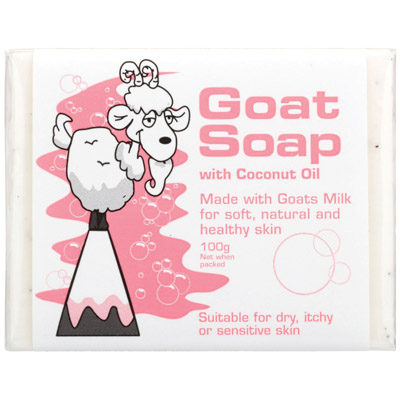 Goat
Soap
with Coconut Oil
Made with Goats Milk
for soft, natural and
healthy skin
100g
Net when
packed
Suitable for dry, itchy
or sensitive skin